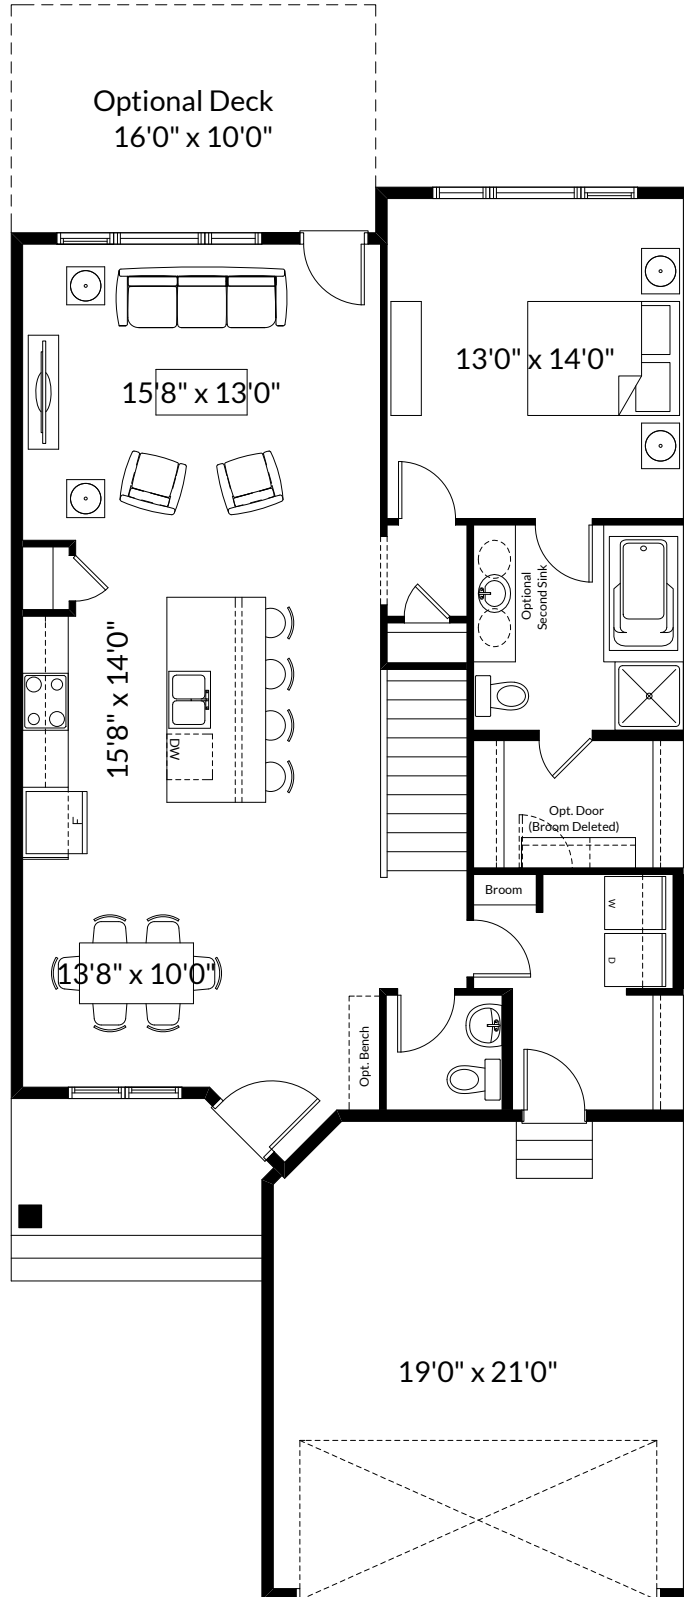 Optional Deck
16'0" x 10'0"
13'0" x 14'0"
15'8" x 13'0"
Optional
Second Sink
15'8" x 14'0"
DW
F
Opt. Door
(Broom Deleted)
Broom
W
D
13'8" x 10'0"
Opt. Bench
19'0" x 21'0"